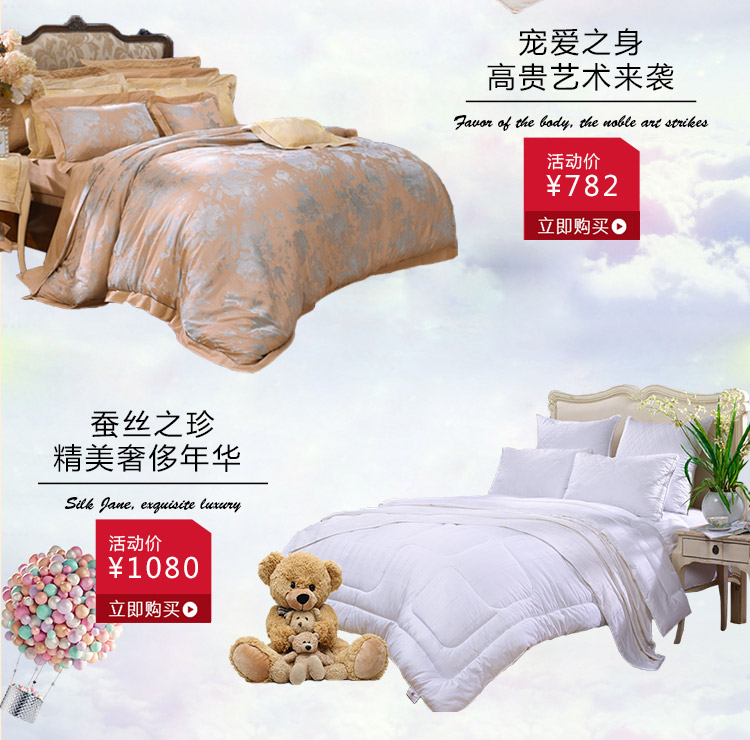 宠爱之身
高贵艺术来袭
Favor of the body, the noble art strikes
活动价
¥782
立即购买
蚕丝之珍
精美奢侈年华
Silk Jane, exquisite luxury
活动价
¥1080
立即购买